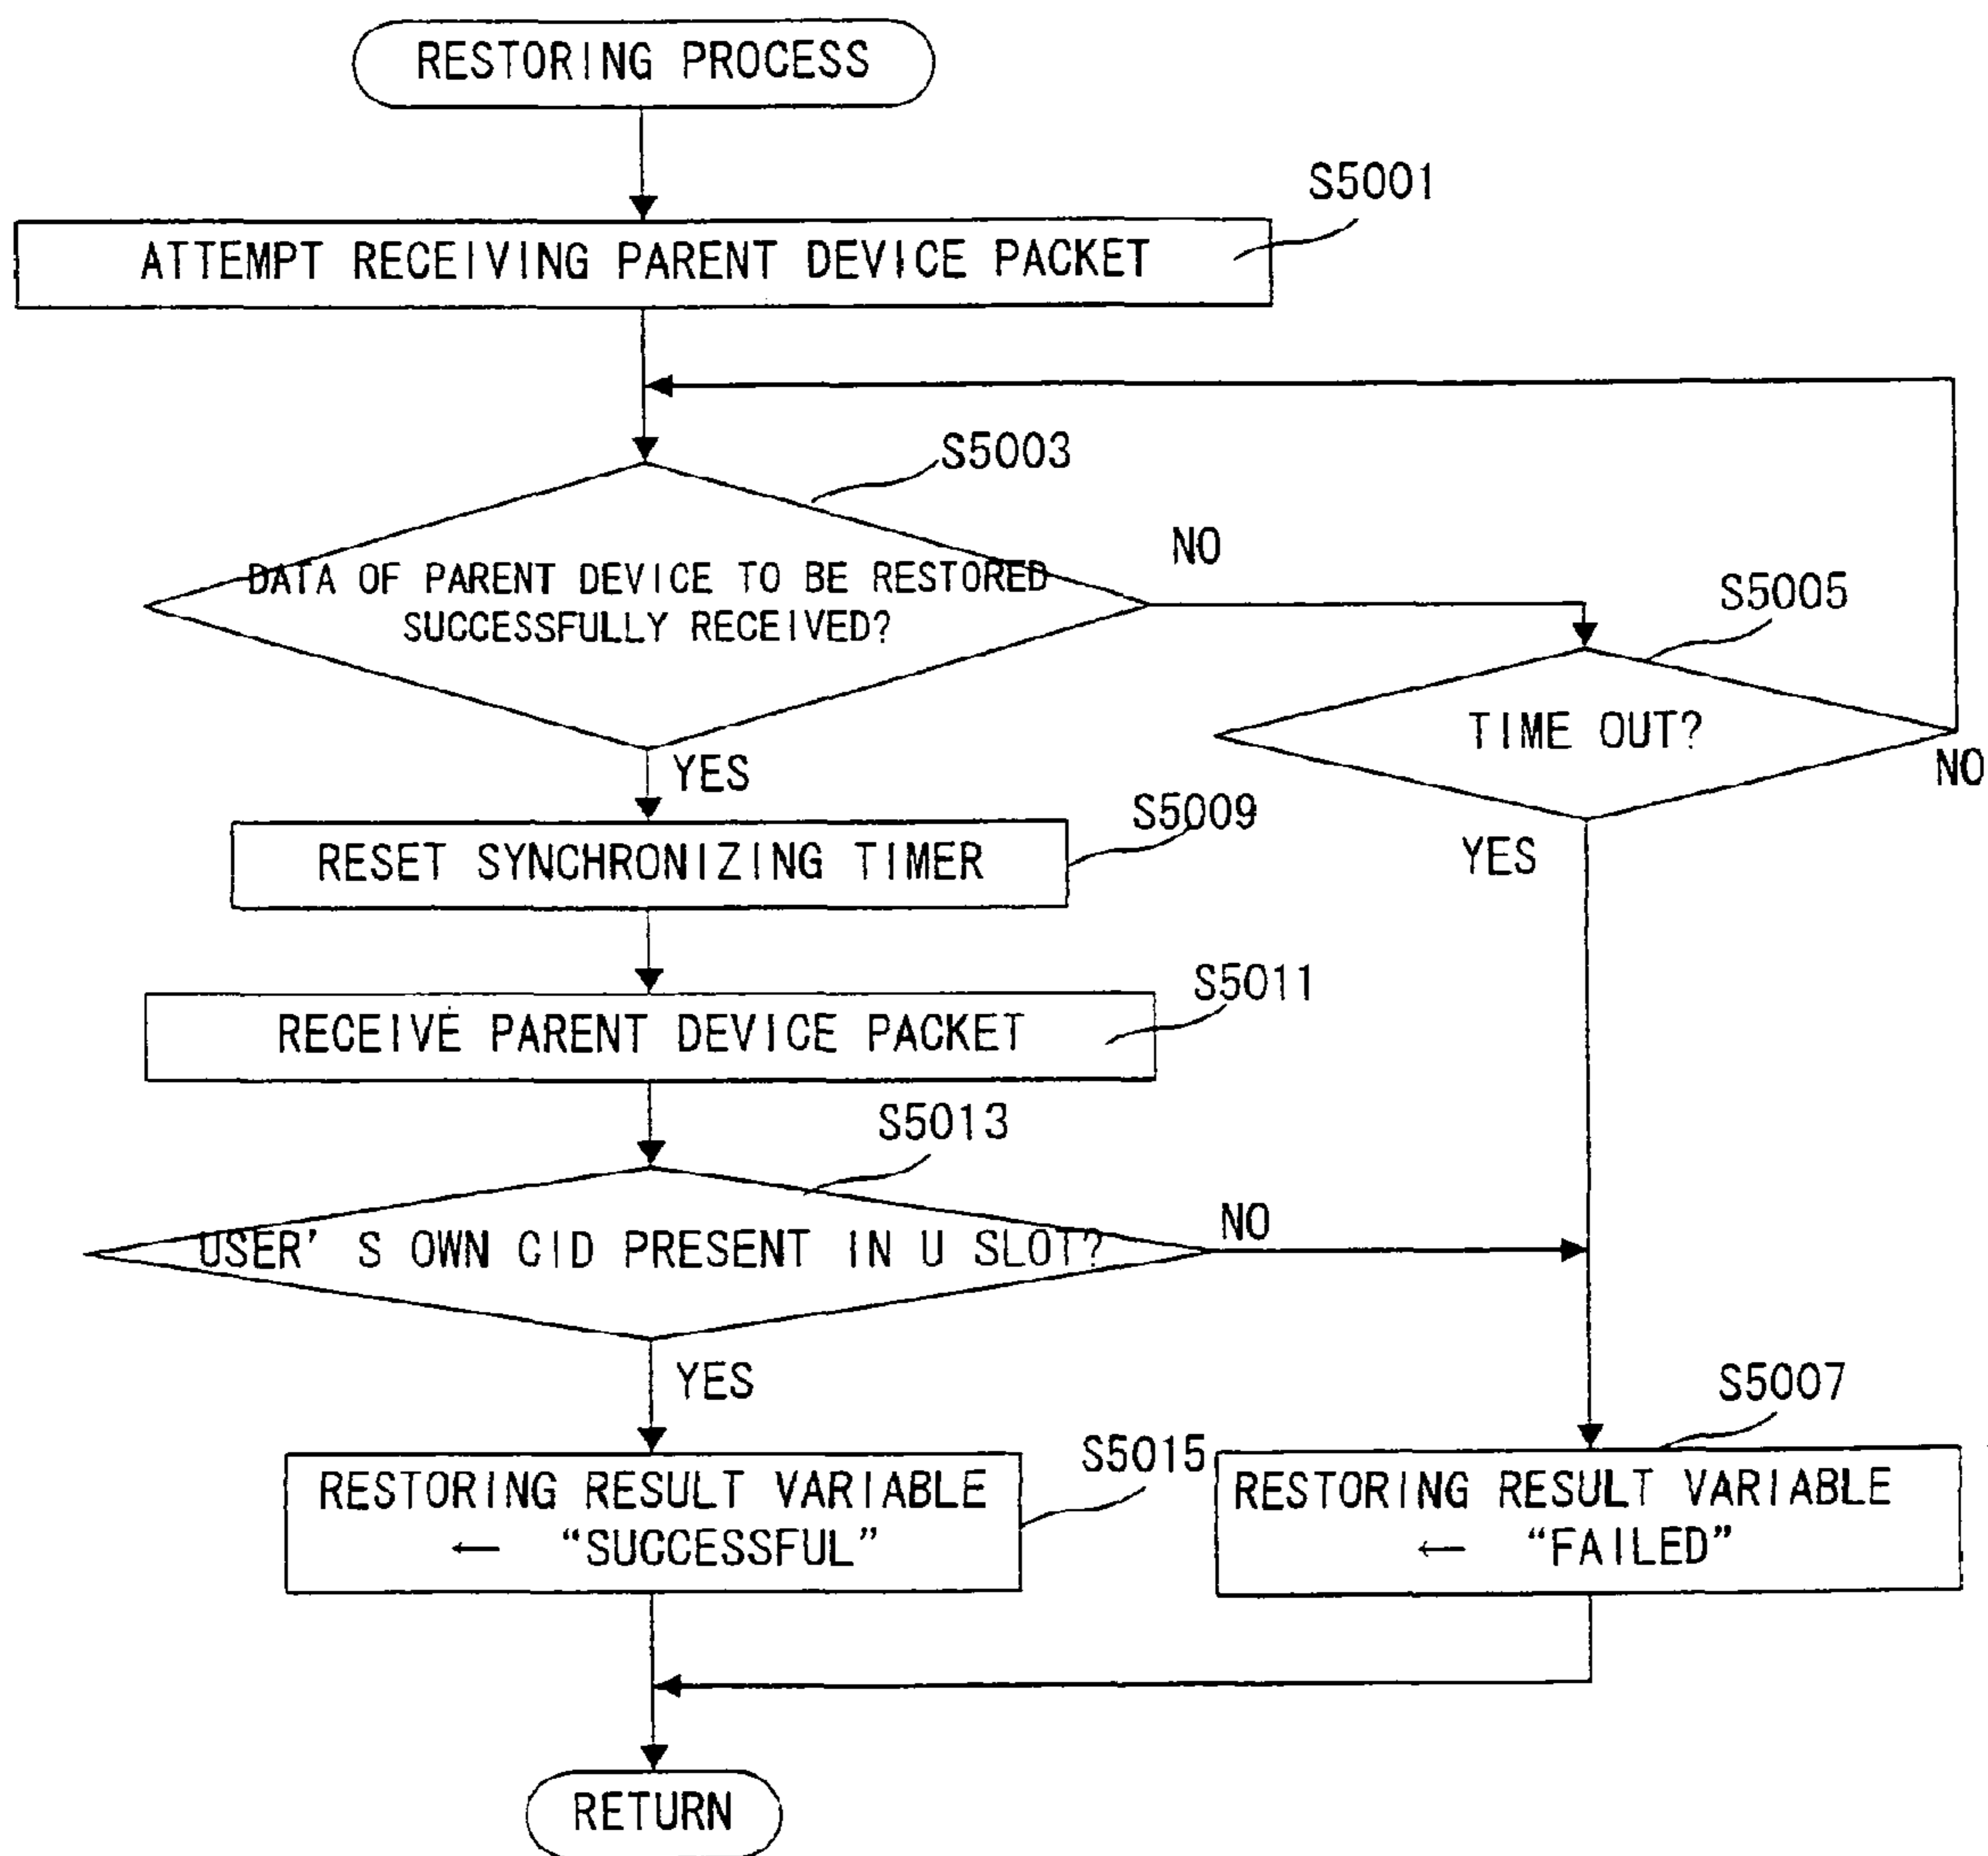 RESTORING PROCESS
S5001
ATTEMPT RECEIVING PARENT DEVICE PACKET
S5003
DATA OF PARENT DEVICE TO BE RESTORED
SUCCESSFULLY RECEIVED?
NO
S5005
TIME OUT?
NO
YES
YES
S5009
RESET SYNCHRONIZING TIMER
S5011
RECEIVE PARENT DEVICE PACKET
S5013
USER' S OWN CID PRESENT IN U SLOT?
NO
YES
S5015
RESTORING RESULT VARIABLE
← “SUCCESSFUL”
S5007
RESTORING RESULT VARIABLE
← “FAILED”
RETURN